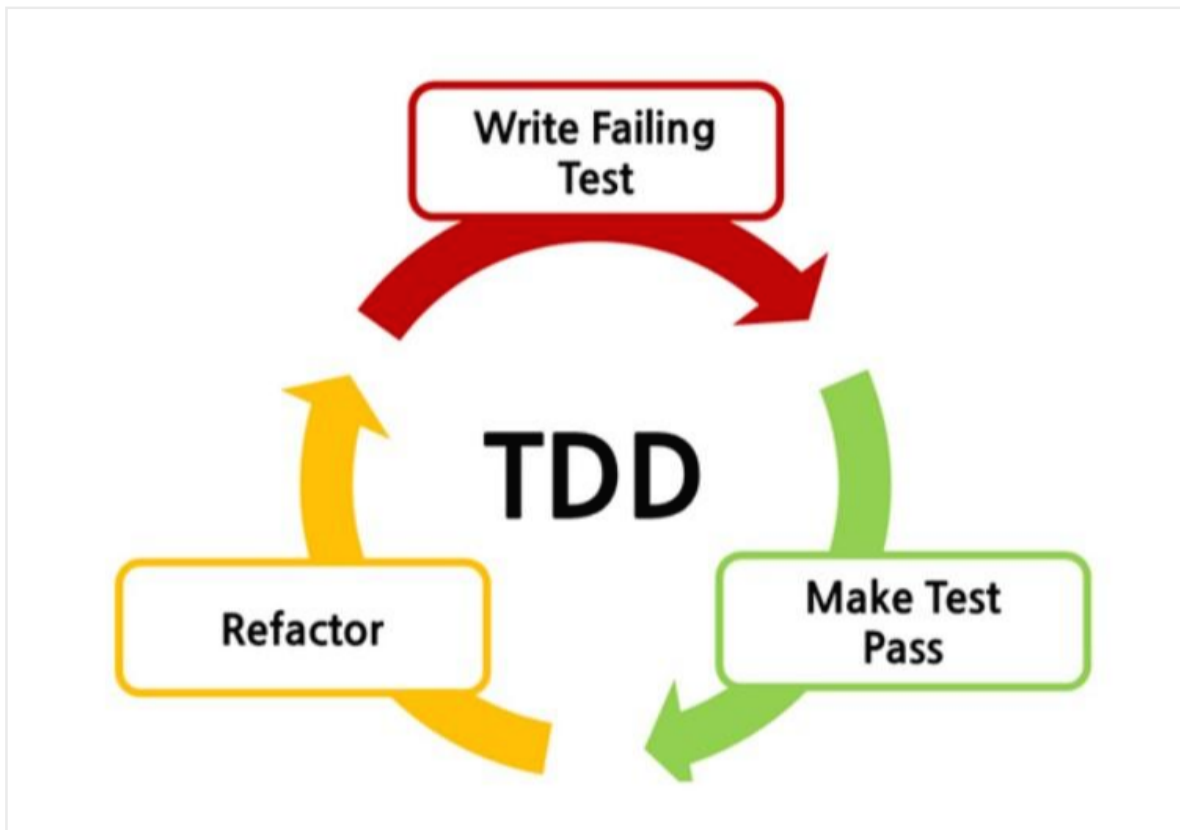 Write Failing
Test
TDD
Make Test
Pass
Refactor